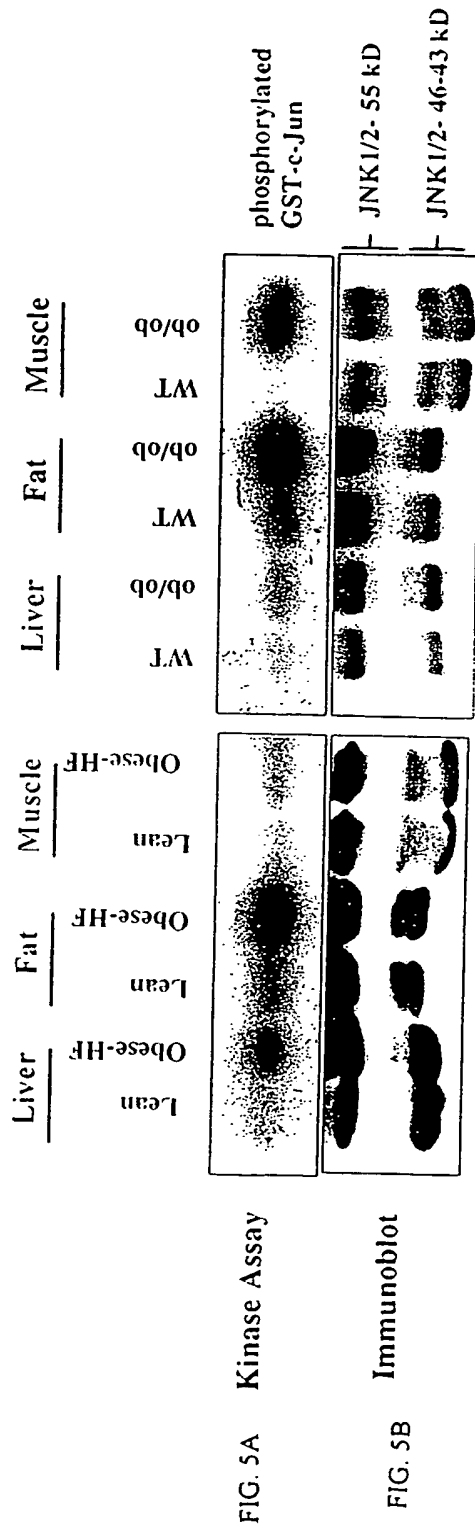 Liver Fat Muscle Liver Fat Muscle
Lean Obese-HF Lean Obese-HF Lean Obese-HF WT ob/ob WT ob/ob WT ob/ob
FIG. 5A Kinase Assay
phosphorylated
GST-c-Jun
FIG. 5B Immunoblot
JNK1/2- 55 kD
JNK1/2- 46-43 kD